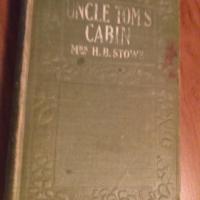 UNCLE TOM'S
CABIN
MRS H. B. STOWE